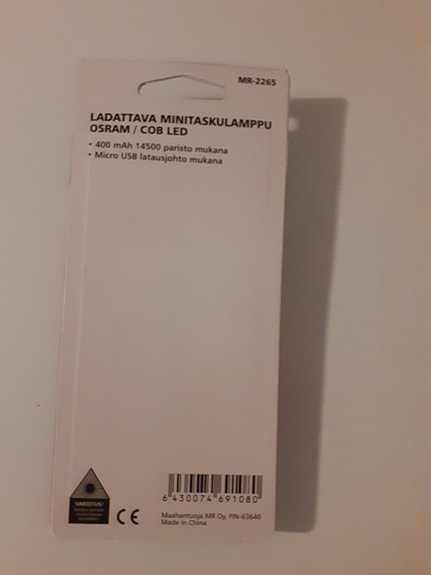 MR-2265
LADATTAVA MINITASKULAMPPU
OSRAM / COB LED
• 400 mAh 14500 paristo mukana
• Micro USB latausjohto mukana
VAROITUS!
6 430074 691080
CE
Maahantuoja MR Oy, FIN-63640
Made in China